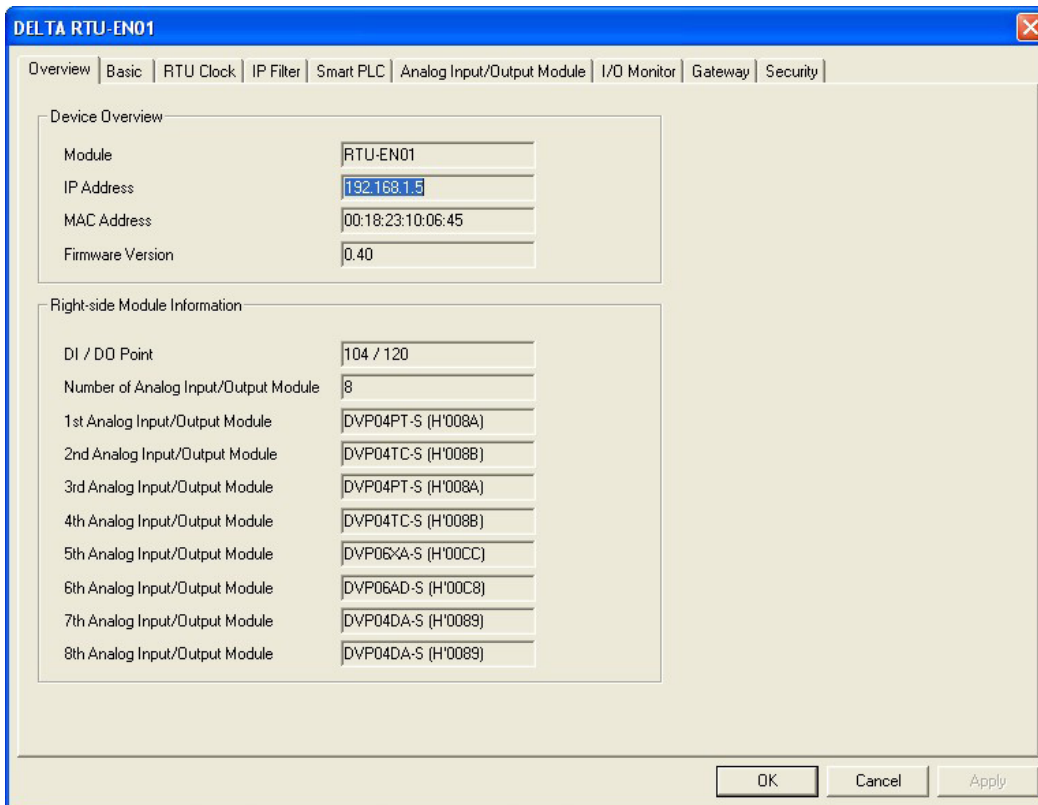 DELTA RTU-EN01
Overview Basic RTU Clock IP Filter Smart PLC Analog Input/Output Module I/O Monitor Gateway Security
Device Overview
Module RTU-EN01
IP Address 192.168.1.5
MAC Address 00:18:23:10:06:45
Firmware Version 0.40
Right-side Module Information
DI / DO Point 104 / 120
Number of Analog Input/Output Module 8
1st Analog Input/Output Module DVP04PT-S (H'008A)
2nd Analog Input/Output Module DVP04TC-S (H'008B)
3rd Analog Input/Output Module DVP04PT-S (H'008A)
4th Analog Input/Output Module DVP04TC-S (H'008B)
5th Analog Input/Output Module DVP06XA-S (H'00CC)
6th Analog Input/Output Module DVP06AD-S (H'00C8)
7th Analog Input/Output Module DVP04DA-S (H'0089)
8th Analog Input/Output Module DVP04DA-S (H'0089)
OK Cancel Apply